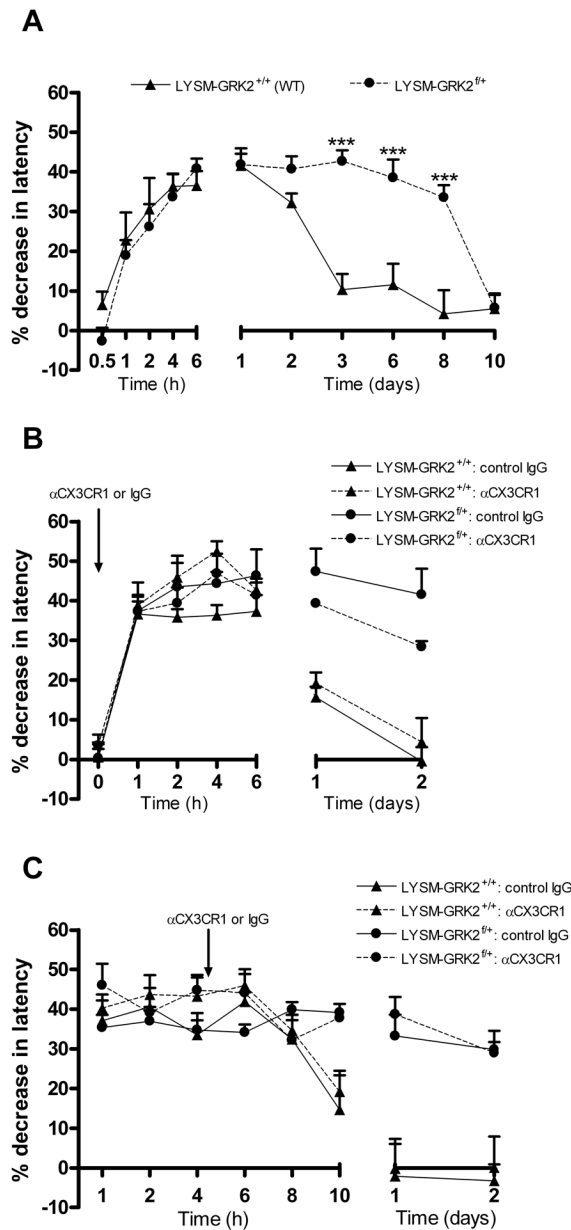 A
LYSM-GRK2+/+ (WT)
LYSM-GRK2f/+
% decrease in latency
60
50
40
30
20
10
0
-10
***
***
***
0.5 1 2 4 6
1 2 3 6 8 10
Time (h)
Time (days)
B
αCX3CR1 or IgG
LYSM-GRK2+/+: control IgG
LYSM-GRK2+/+: αCX3CR1
LYSM-GRK2f/+: control IgG
LYSM-GRK2f/+: αCX3CR1
% decrease in latency
60
50
40
30
20
10
0
-10
0 1 2 4 6
1 2
Time (h)
Time (days)
C
αCX3CR1 or IgG
LYSM-GRK2+/+: control IgG
LYSM-GRK2+/+: αCX3CR1
LYSM-GRK2f/+: control IgG
LYSM-GRK2f/+: αCX3CR1
% decrease in latency
60
50
40
30
20
10
0
-10
1 2 4 6 8 10
1 2
Time (h)
Time (days)